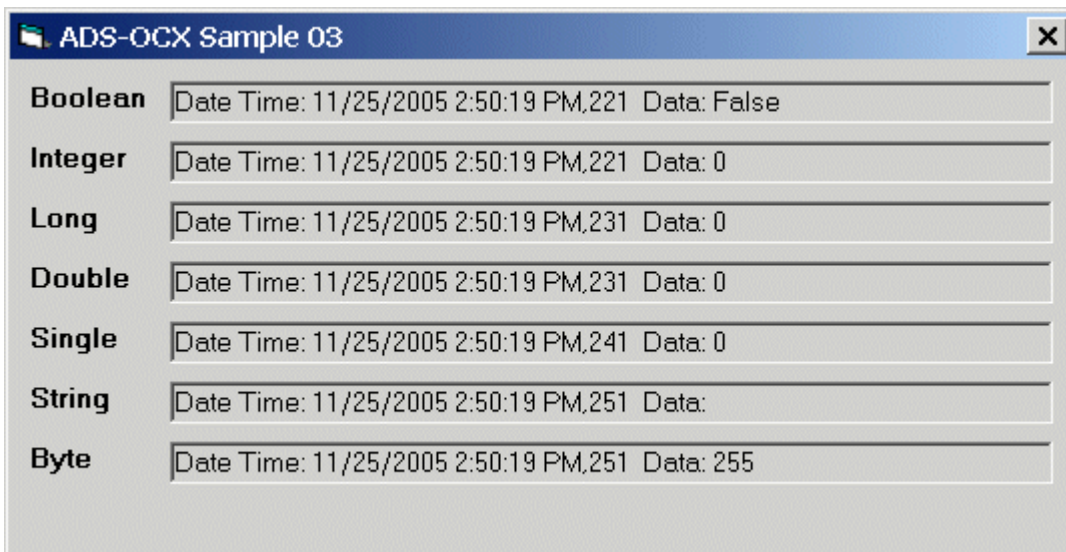 ADS-OCX Sample 03
Boolean Date Time: 11/25/2005 2:50:19 PM,221 Data: False
Integer Date Time: 11/25/2005 2:50:19 PM,221 Data: 0
Long Date Time: 11/25/2005 2:50:19 PM,231 Data: 0
Double Date Time: 11/25/2005 2:50:19 PM,231 Data: 0
Single Date Time: 11/25/2005 2:50:19 PM,241 Data: 0
String Date Time: 11/25/2005 2:50:19 PM,251 Data:
Byte Date Time: 11/25/2005 2:50:19 PM,251 Data: 255